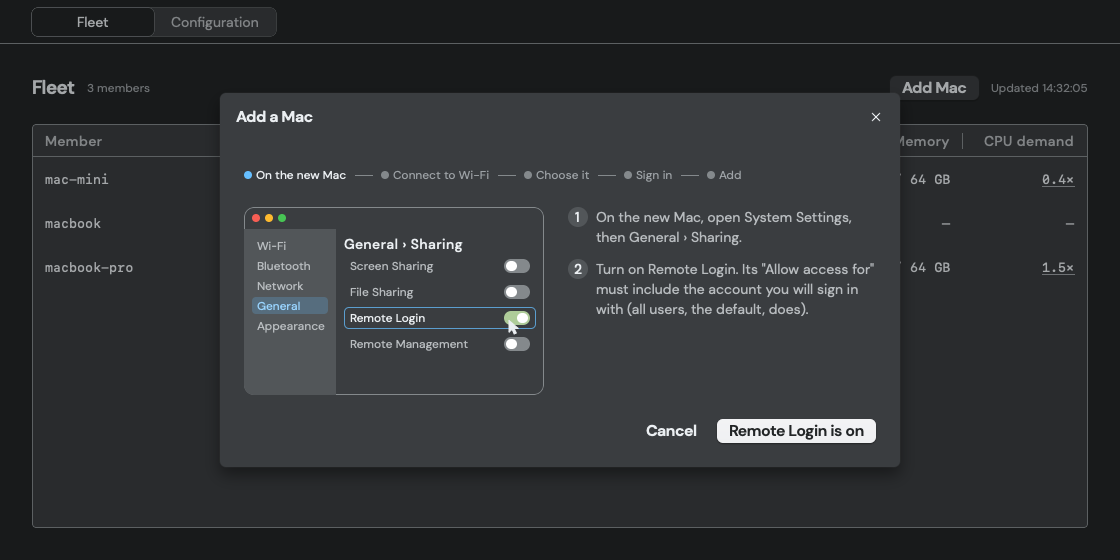 Fleet
Configuration
Fleet
3 members
Add Mac
Updated 14:32:05
Member
Memory
CPU demand
mac-mini
64 GB
0.4×
macbook
—
—
macbook-pro
64 GB
1.5×
Add a Mac
×
On the new Mac — Connect to Wi-Fi — Choose it — Sign in — Add
Wi-Fi
Bluetooth
Network
General
Appearance
General › Sharing
Screen Sharing
File Sharing
Remote Login
Remote Management
1 On the new Mac, open System Settings,
then General › Sharing.
2 Turn on Remote Login. Its "Allow access for"
must include the account you will sign in
with (all users, the default, does).
Cancel
Remote Login is on